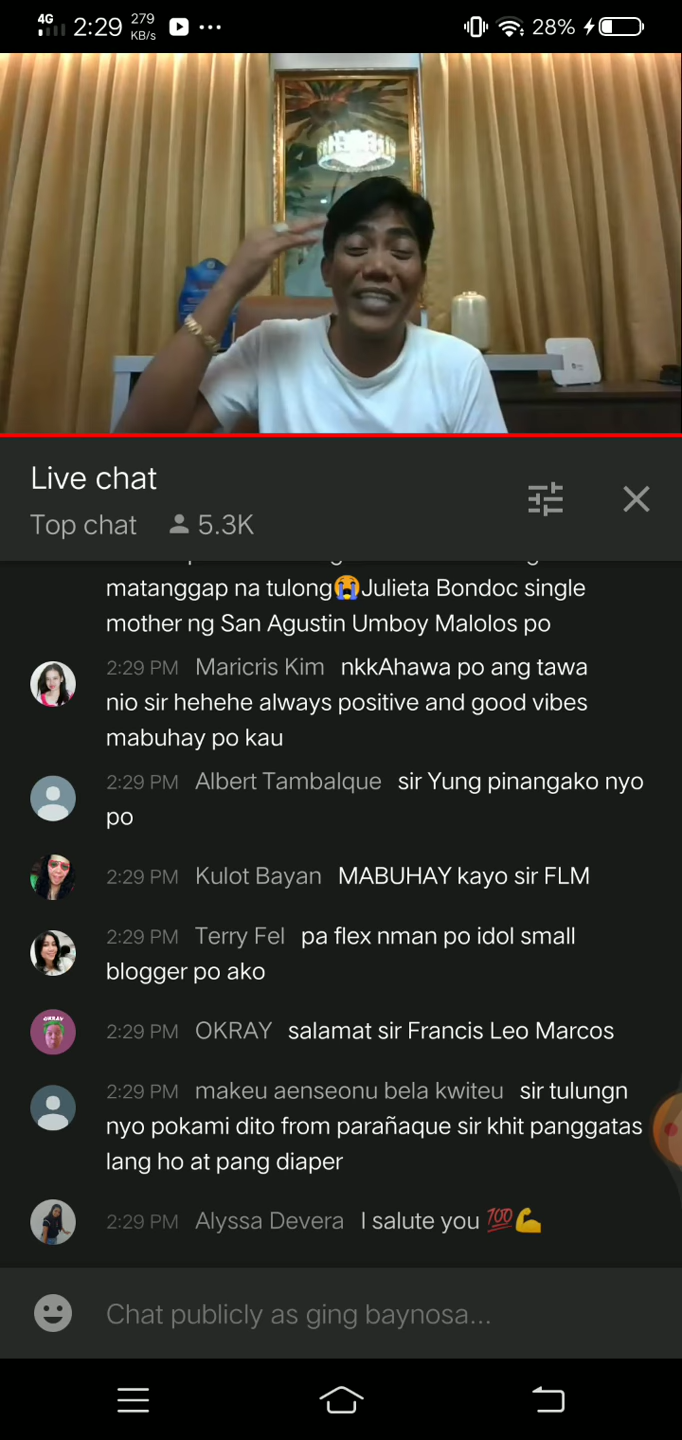 4G 2:29 279 KB/s ... 28%
Live chat
Top chat 5.3K
matanggap na tulong😭Julieta Bondoc single
mother ng San Agustin Umboy Malolos po
2:29 PM Maricris Kim nkkAhawa po ang tawa
nio sir hehehe always positive and good vibes
mabuhay po kau
2:29 PM Albert Tambalque sir Yung pinangako nyo
po
2:29 PM Kulot Bayan MABUHAY kayo sir FLM
2:29 PM Terry Fel pa flex nman po idol small
blogger po ako
OKRAY
2:29 PM OKRAY salamat sir Francis Leo Marcos
2:29 PM makeu aenseonu bela kwiteu sir tulungn
nyo pokami dito from parañaque sir khit panggatas
lang ho at pang diaper
2:29 PM Alyssa Devera I salute you 💯💪
Chat publicly as ging baynosa...